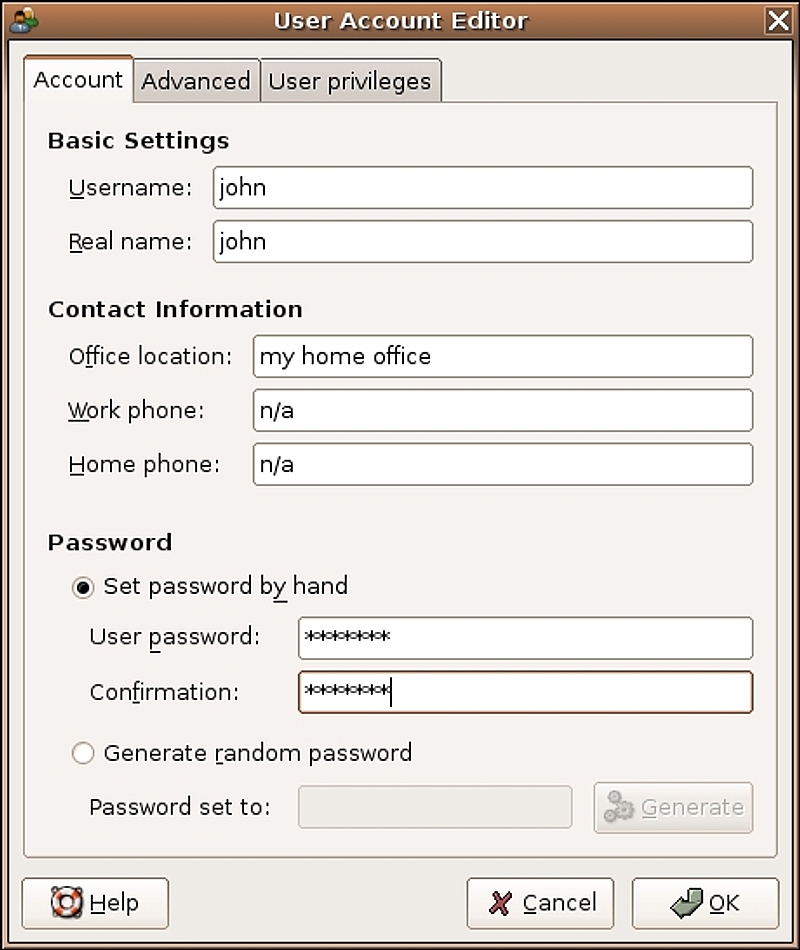 User Account Editor
Account Advanced User privileges
Basic Settings
Username: john
Real name: john
Contact Information
Office location: my home office
Work phone: n/a
Home phone: n/a
Password
Set password by hand
User password: *******
Confirmation: *******
Generate random password
Password set to: Generate
Help Cancel OK